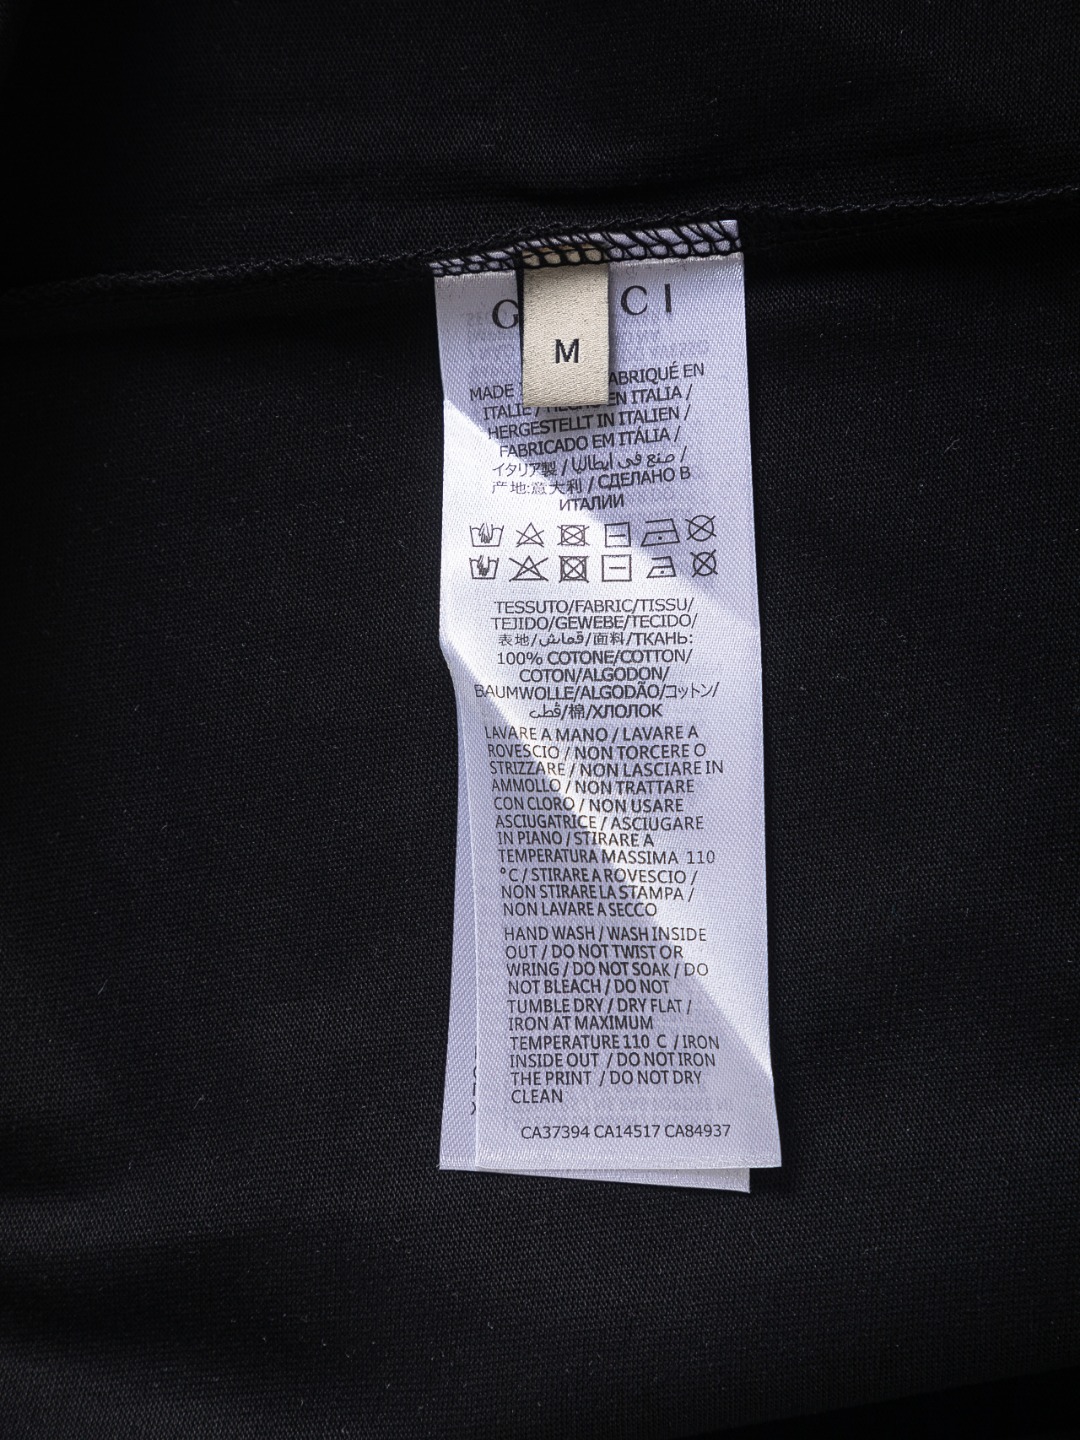 G CI
M
MADE ABRIQUÉ EN
ITALIE / HECHO EN ITALIA /
HERGESTELLT IN ITALIEN /
FABRICADO EM ITÁLIA /
イタリア製 / صنع في ايطاليا /
产地:意大利 / СДЕЛАНО В
ИТАЛИИ
TESSUTO/FABRIC/TISSU/
TEJIDO/GEWEBE/TECIDO/
表地/قماش/面料/ТКАНЬ:
100% COTONE/COTTON/
COTON/ALGODON/
BAUMWOLLE/ALGODÃO/コットン/
قطن/棉/ХЛОПОК
LAVARE A MANO / LAVARE A
ROVESCIO / NON TORCERE O
STRIZZARE / NON LASCIARE IN
AMMOLLO / NON TRATTARE
CON CLORO / NON USARE
ASCIUGATRICE / ASCIUGARE
IN PIANO / STIRARE A
TEMPERATURA MASSIMA 110
°C / STIRARE A ROVESCIO /
NON STIRARE LA STAMPA /
NON LAVARE A SECCO
HAND WASH / WASH INSIDE
OUT / DO NOT TWIST OR
WRING / DO NOT SOAK / DO
NOT BLEACH / DO NOT
TUMBLE DRY / DRY FLAT /
IRON AT MAXIMUM
TEMPERATURE 110 C / IRON
INSIDE OUT / DO NOT IRON
THE PRINT / DO NOT DRY
CLEAN
CA37394 CA14517 CA84937